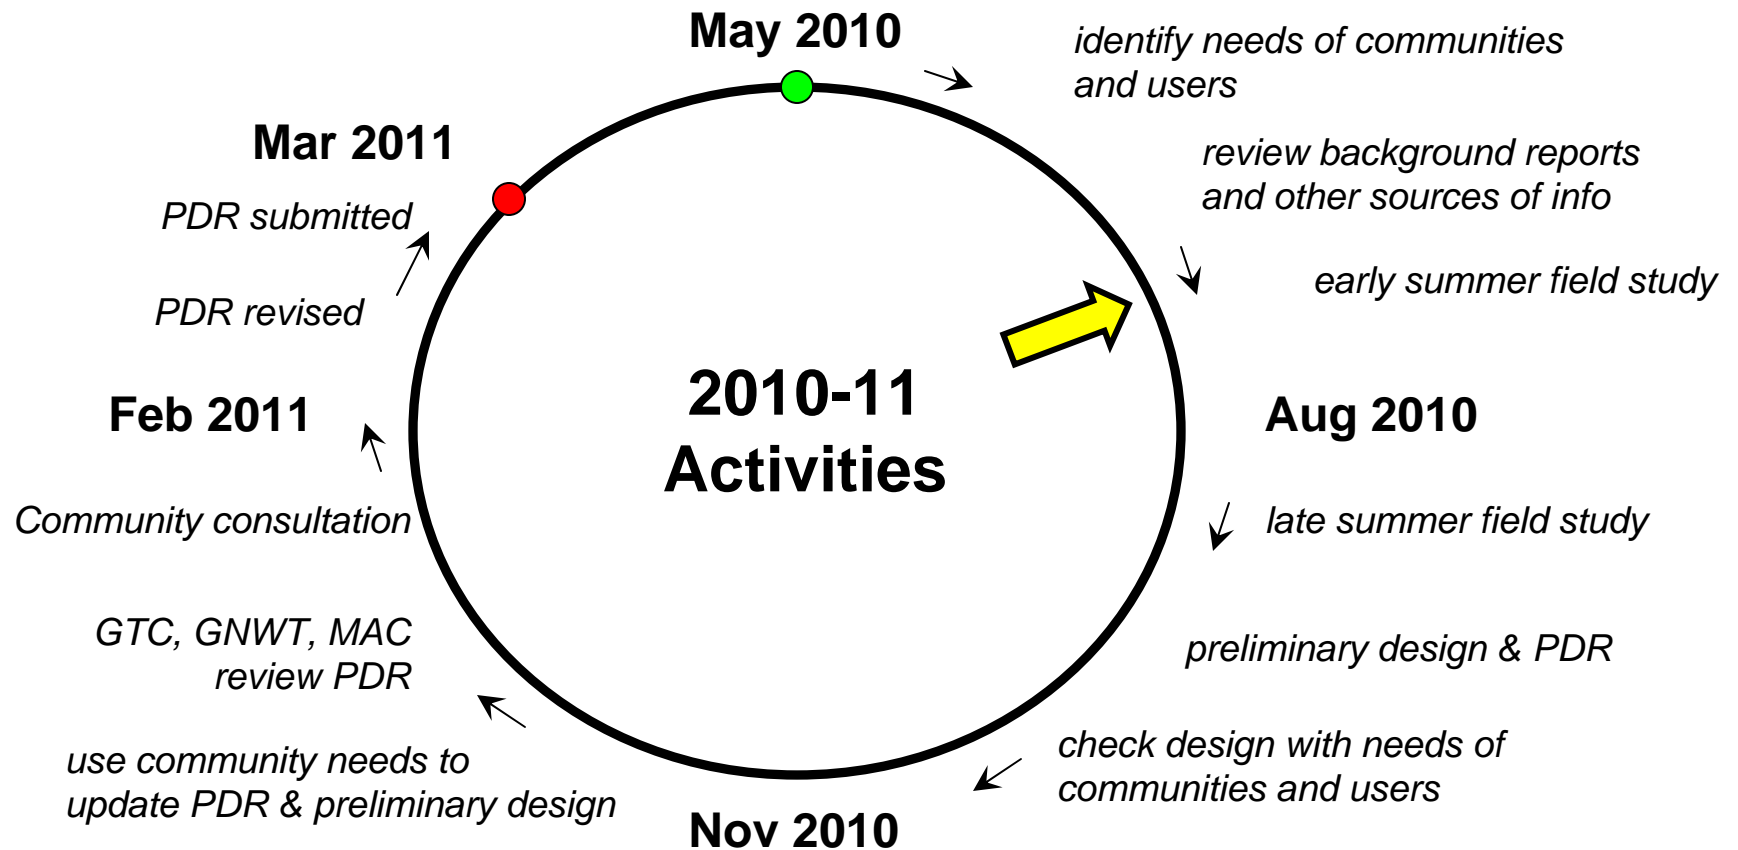 May 2010
identify needs of communities
and users
review background reports
and other sources of info
early summer field study
Aug 2010
late summer field study
preliminary design & PDR
check design with needs of
communities and users
Nov 2010
use community needs to
update PDR & preliminary design
GTC, GNWT, MAC
review PDR
Community consultation
Feb 2011
PDR revised
PDR submitted
Mar 2011
2010-11
Activities